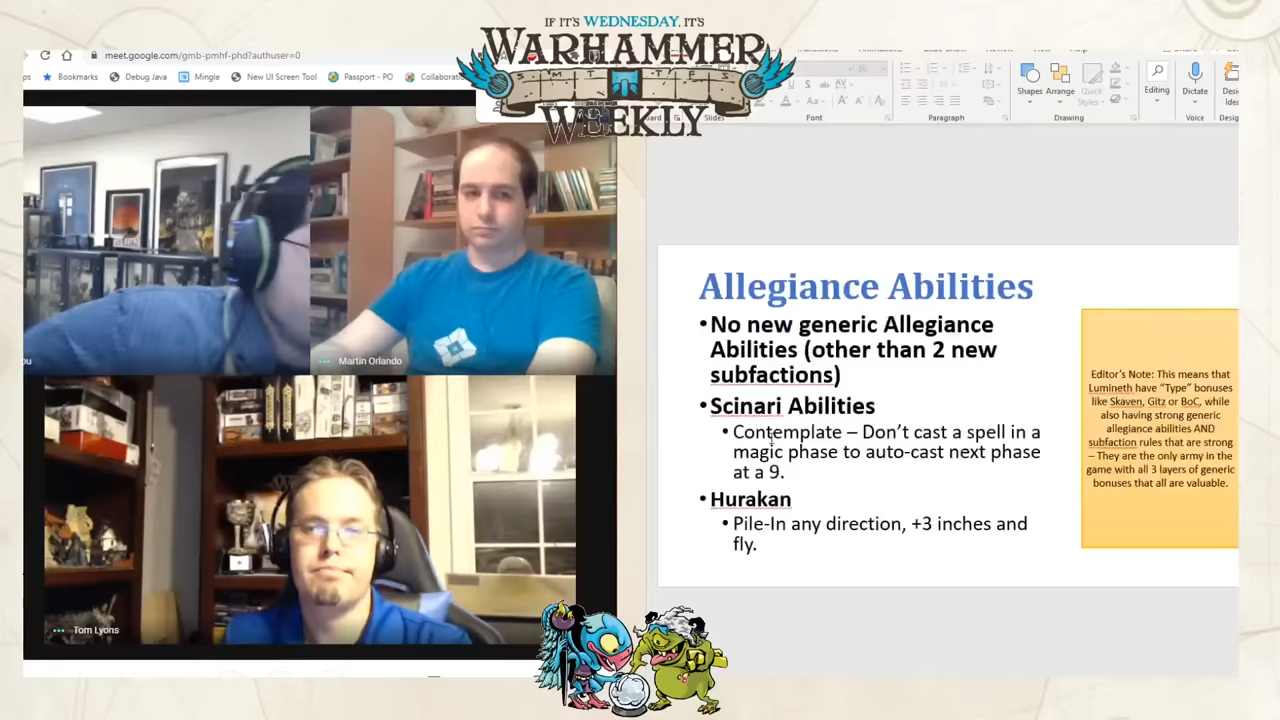 IF IT'S WEDNESDAY, IT'S
WARHAMMER
WEEKLY
meet.google.com/gmb-pmhf-phd?authuser=0
Bookmarks
Debug Java
Mingle
New UI Screen Tool
Passport - PO
Collaborat
Shapes
Arrange
Quick
Styles
Editing
Dictate
Slides
Font
Paragraph
Drawing
Voice
Martin Orlando
Tom Lyons
Allegiance Abilities
•No new generic Allegiance
Abilities (other than 2 new
subfactions)
•Scinari Abilities
•Contemplate – Don't cast a spell in a
magic phase to auto-cast next phase
at a 9.
•Hurakan
•Pile-In any direction, +3 inches and
fly.
Editor's Note: This means that
Lumineth have "Type" bonuses
like Skaven, Gitz or BoC, while
also having strong generic
allegiance abilities AND
subfaction rules that are strong
– They are the only army in the
game with all 3 layers of generic
bonuses that all are valuable.